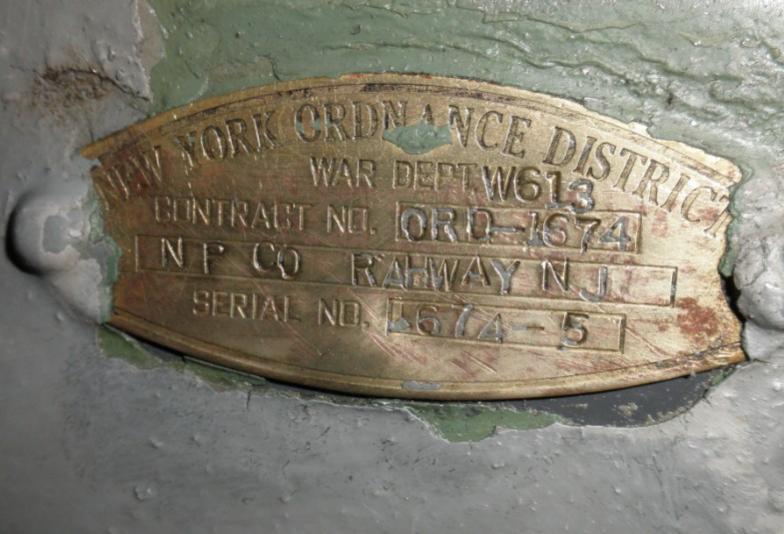 NEW YORK ORDNANCE DISTRICT
WAR DEPT. W613
CONTRACT NO. ORD-1674
N P CO RAHWAY N J
SERIAL NO. 1674-5